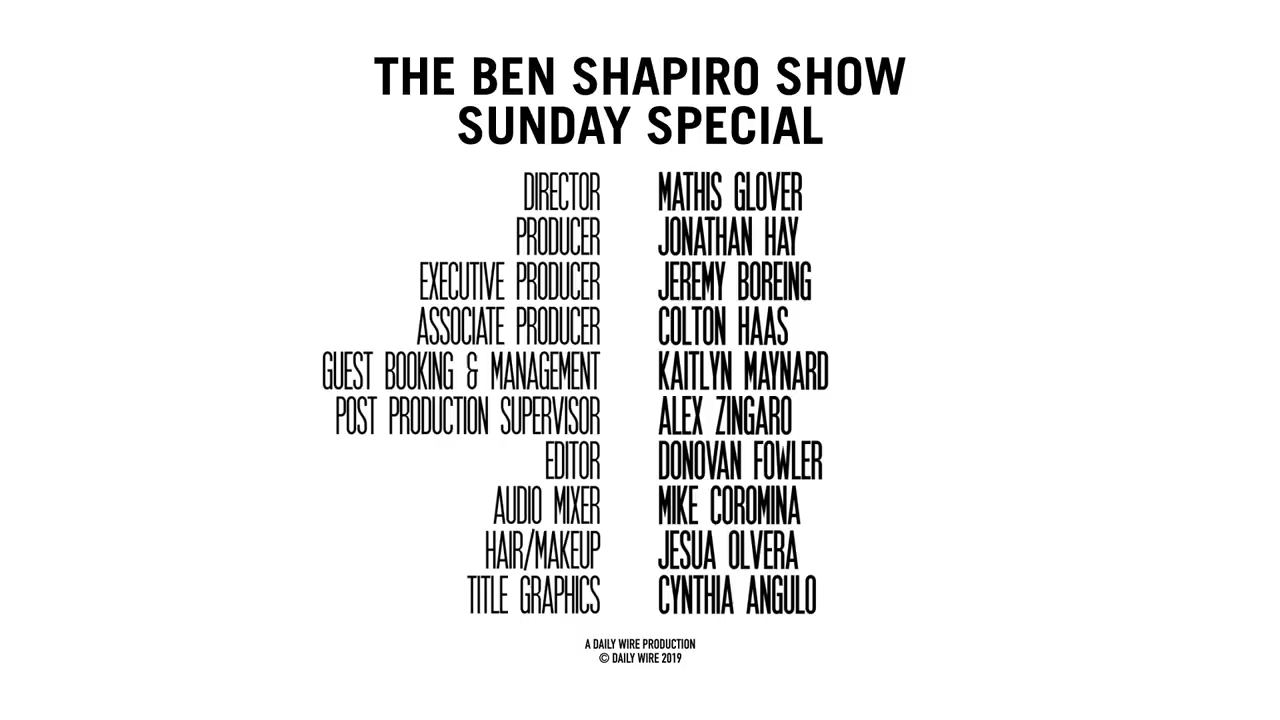 THE BEN SHAPIRO SHOW
SUNDAY SPECIAL
DIRECTOR MATHIS GLOVER
PRODUCER JONATHAN HAY
EXECUTIVE PRODUCER JEREMY BOREING
ASSOCIATE PRODUCER COLTON HAAS
GUEST BOOKING & MANAGEMENT KAITLYN MAYNARD
POST PRODUCTION SUPERVISOR ALEX ZINGARO
EDITOR DONOVAN FOWLER
AUDIO MIXER MIKE COROMINA
HAIR/MAKEUP JESUA OLVERA
TITLE GRAPHICS CYNTHIA ANGULO
A DAILY WIRE PRODUCTION
© DAILY WIRE 2019